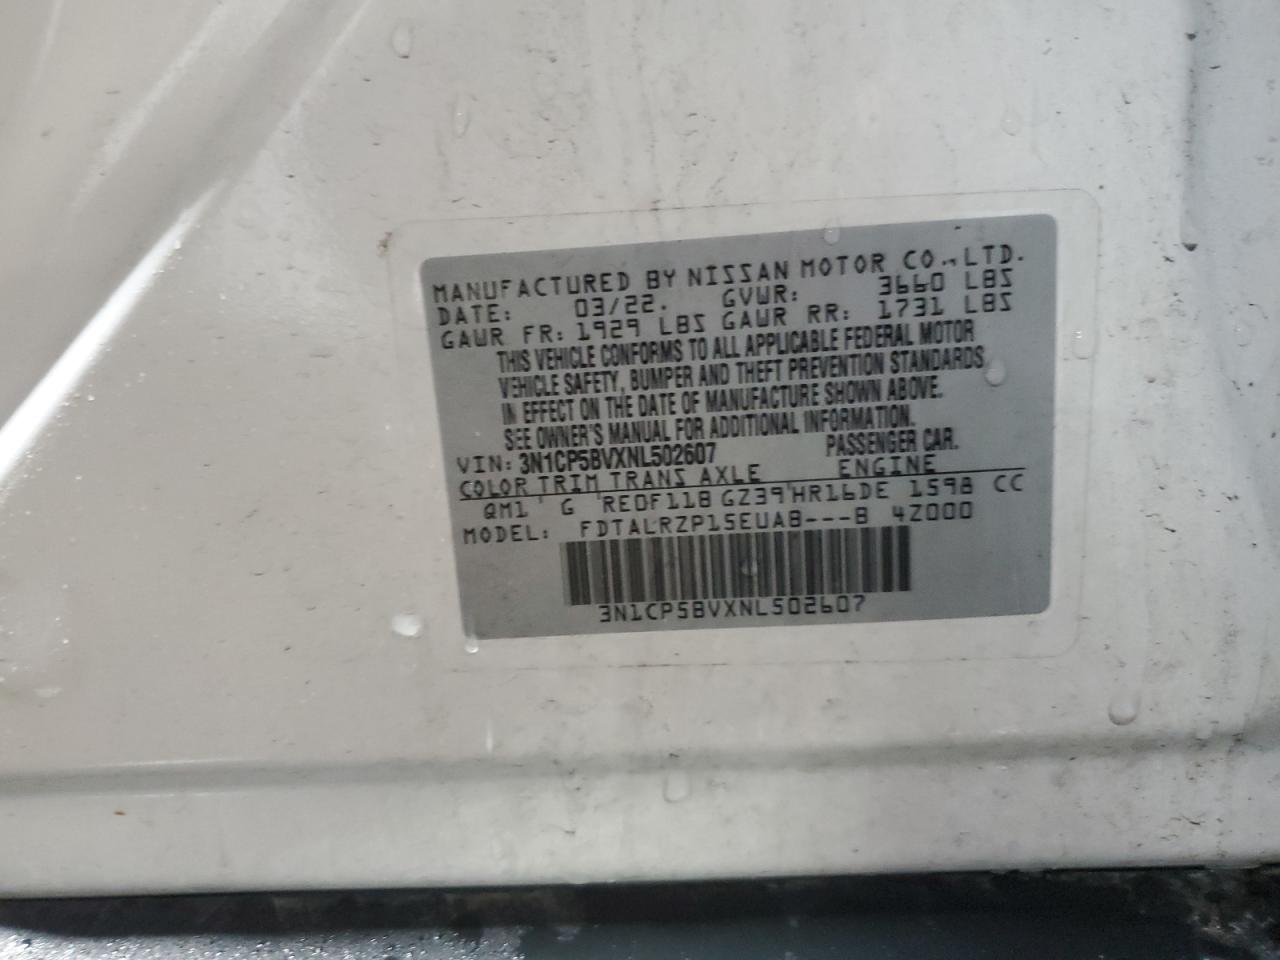 MANUFACTURED BY NISSAN MOTOR CO.,LTD.
DATE: 03/22. GVWR: 3660 LBS
GAWR FR: 1929 LBS GAWR RR: 1731 LBS
THIS VEHICLE CONFORMS TO ALL APPLICABLE FEDERAL MOTOR
VEHICLE SAFETY, BUMPER AND THEFT PREVENTION STANDARDS
IN EFFECT ON THE DATE OF MANUFACTURE SHOWN ABOVE.
SEE OWNER'S MANUAL FOR ADDITIONAL INFORMATION.
VIN: 3N1CP5BVXNL502607 PASSENGER CAR.
COLOR TRIM TRANS AXLE ENGINE
QM1 G RE0F11B GZ39 HR16DE 1598 CC
MODEL: FDTALRZP15EUAB---B 4Z000
3N1CP5BVXNL502607